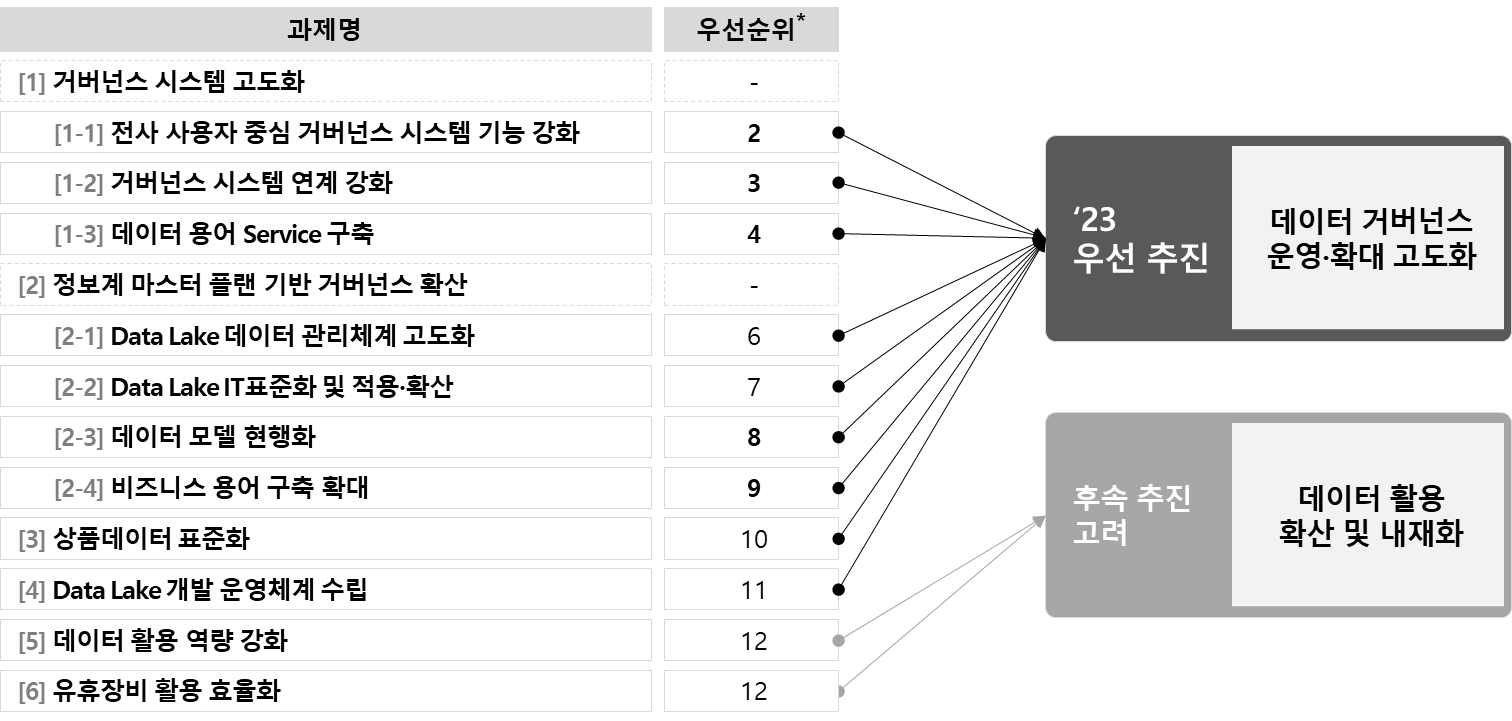 과제명 우선순위*
[1] 거버넌스 시스템 고도화 -
[1-1] 전사 사용자 중심 거버넌스 시스템 기능 강화 2
[1-2] 거버넌스 시스템 연계 강화 3
[1-3] 데이터 용어 Service 구축 4
[2] 정보계 마스터 플랜 기반 거버넌스 확산 -
[2-1] Data Lake 데이터 관리체계 고도화 6
[2-2] Data Lake IT표준화 및 적용·확산 7
[2-3] 데이터 모델 현행화 8
[2-4] 비즈니스 용어 구축 확대 9
[3] 상품데이터 표준화 10
[4] Data Lake 개발 운영체계 수립 11
[5] 데이터 활용 역량 강화 12
[6] 유휴장비 활용 효율화 12
‘23
우선 추진
데이터 거버넌스
운영·확대 고도화
후속 추진
고려
데이터 활용
확산 및 내재화